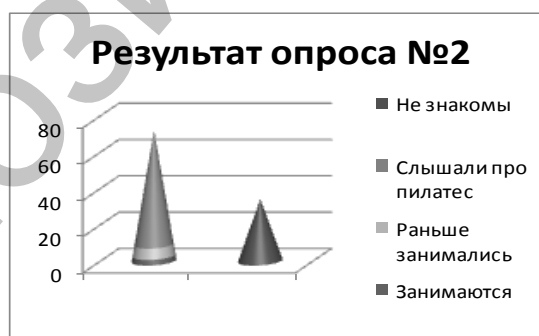 Результат опроса №2
80
60
40
20
0
Не знакомы
Слышали про
пилатес
Раньше
занимались
Занимаются